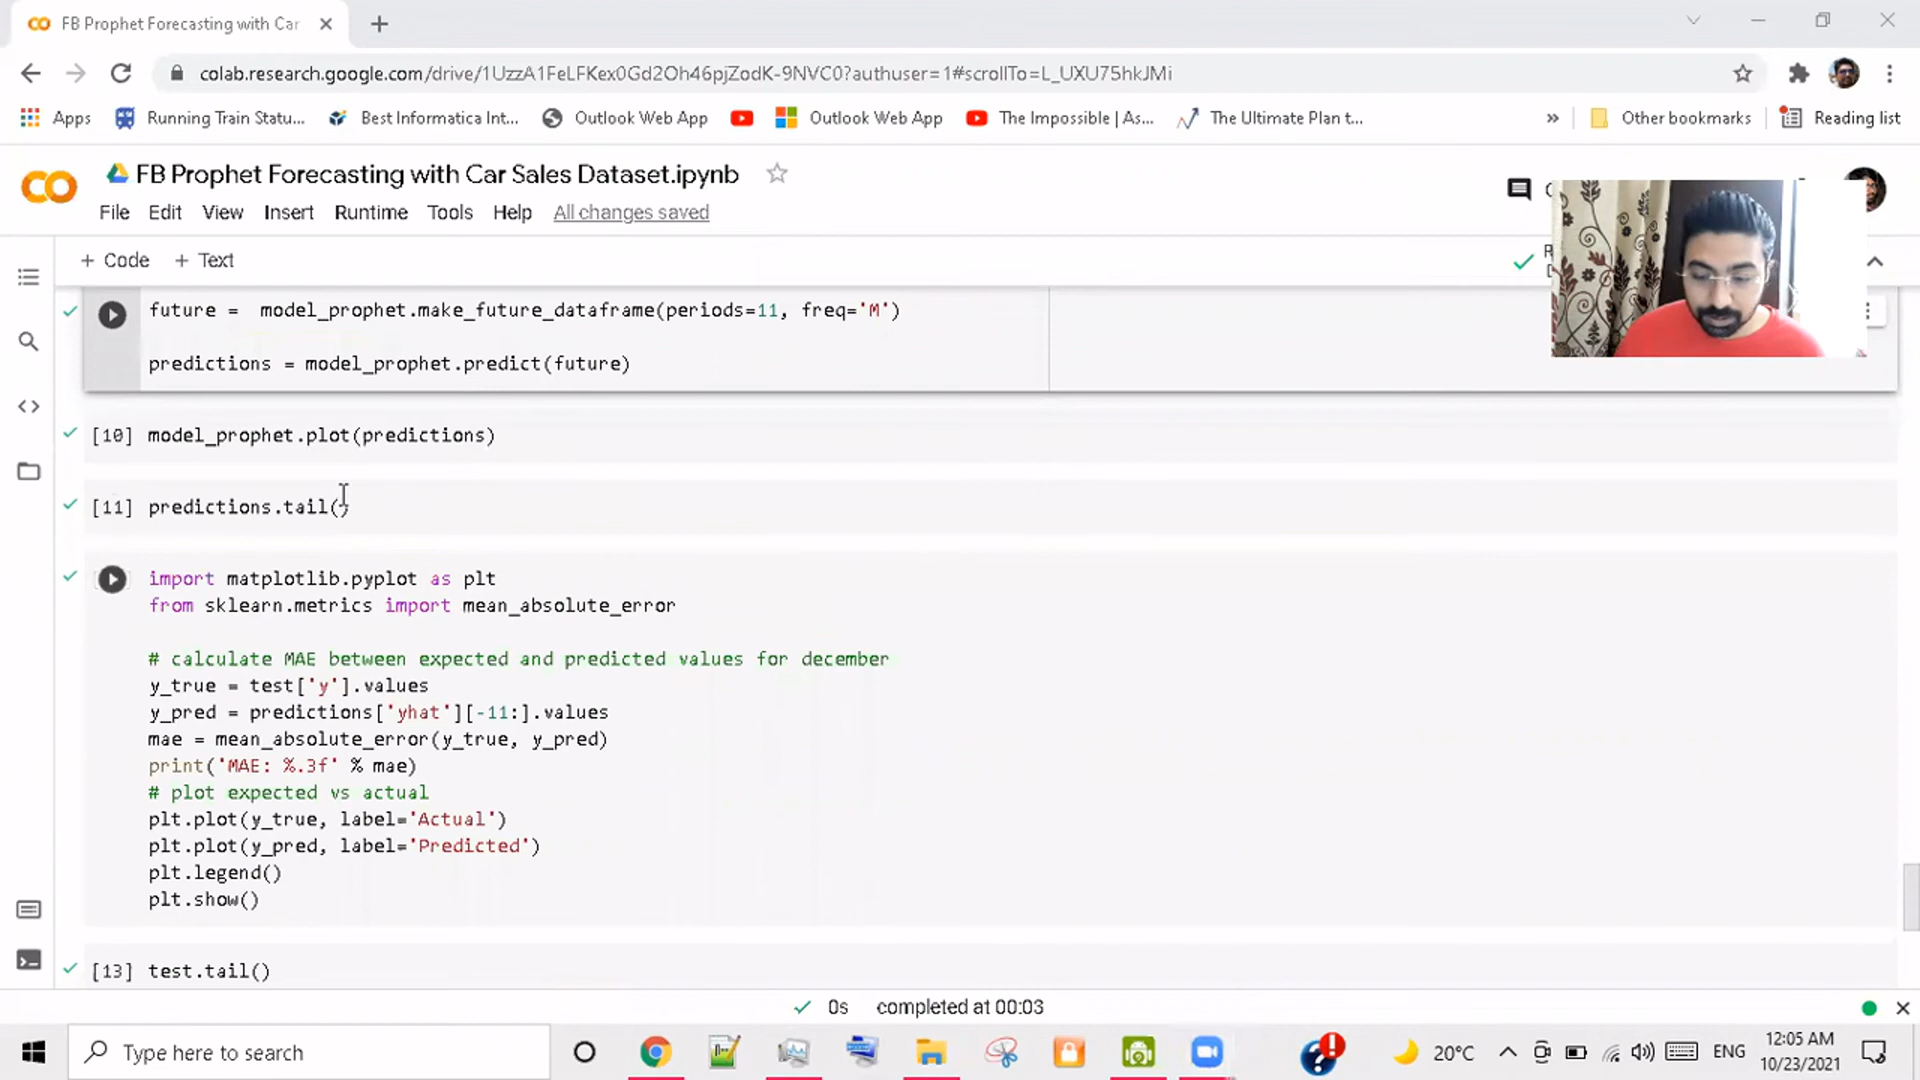 FB Prophet Forecasting with Car
colab.research.google.com/drive/1UzzA1FeLFKex0Gd2Oh46pjZodK-9NVC0?authuser=1#scrollTo=L_UXU75hkJMi
Apps
Running Train Statu...
Best Informatica Int...
Outlook Web App
Outlook Web App
The Impossible | As...
The Ultimate Plan t...
»
Other bookmarks
Reading list
FB Prophet Forecasting with Car Sales Dataset.ipynb
File Edit View Insert Runtime Tools Help All changes saved
+ Code + Text
future =  model_prophet.make_future_dataframe(periods=11, freq='M')
predictions = model_prophet.predict(future)
[10] model_prophet.plot(predictions)
[11] predictions.tail()
import matplotlib.pyplot as plt
from sklearn.metrics import mean_absolute_error
# calculate MAE between expected and predicted values for december
y_true = test['y'].values
y_pred = predictions['yhat'][-11:].values
mae = mean_absolute_error(y_true, y_pred)
print('MAE: %.3f' % mae)
# plot expected vs actual
plt.plot(y_true, label='Actual')
plt.plot(y_pred, label='Predicted')
plt.legend()
plt.show()
[13] test.tail()
0s completed at 00:03
Type here to search
20°C
ENG
12:05 AM
10/23/2021